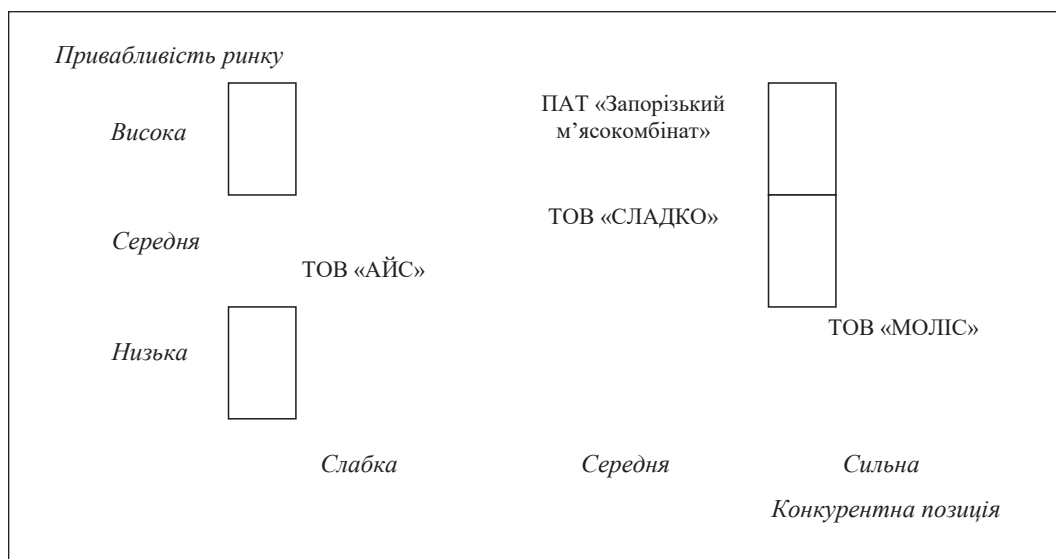 Привабливість ринку
ПАТ «Запорізький
м’ясокомбінат»
Висока
ТОВ «СЛАДКО»
Середня
ТОВ «АЙС»
ТОВ «МОЛІС»
Низька
Слабка Середня Сильна
Конкурентна позиція